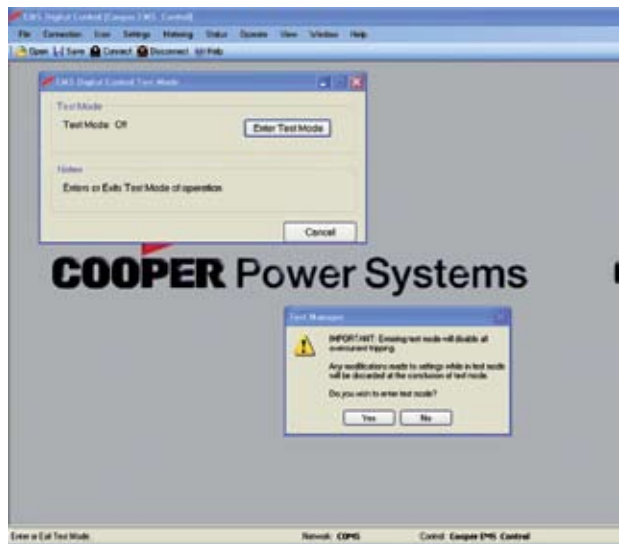 EMS Digital Control [Cooper EMS Control]
File Connection Icon Settings Metering Status Operate View Window Help
Open Save Connect Disconnect Help
EMS Digital Control Test Mode
Test Mode
Test Mode Off
Enter Test Mode
Notes
Enters or Exits Test Mode of operation
Cancel
COOPER Power Systems
Test Manager
IMPORTANT: Entering test mode will disable all
overcurrent tripping.
Any modifications made to settings while in test mode
will be discarded at the conclusion of test mode.
Do you wish to enter test mode?
Yes No
Enter or Exit Test Mode Network: COM5 Control: Cooper EMS Control